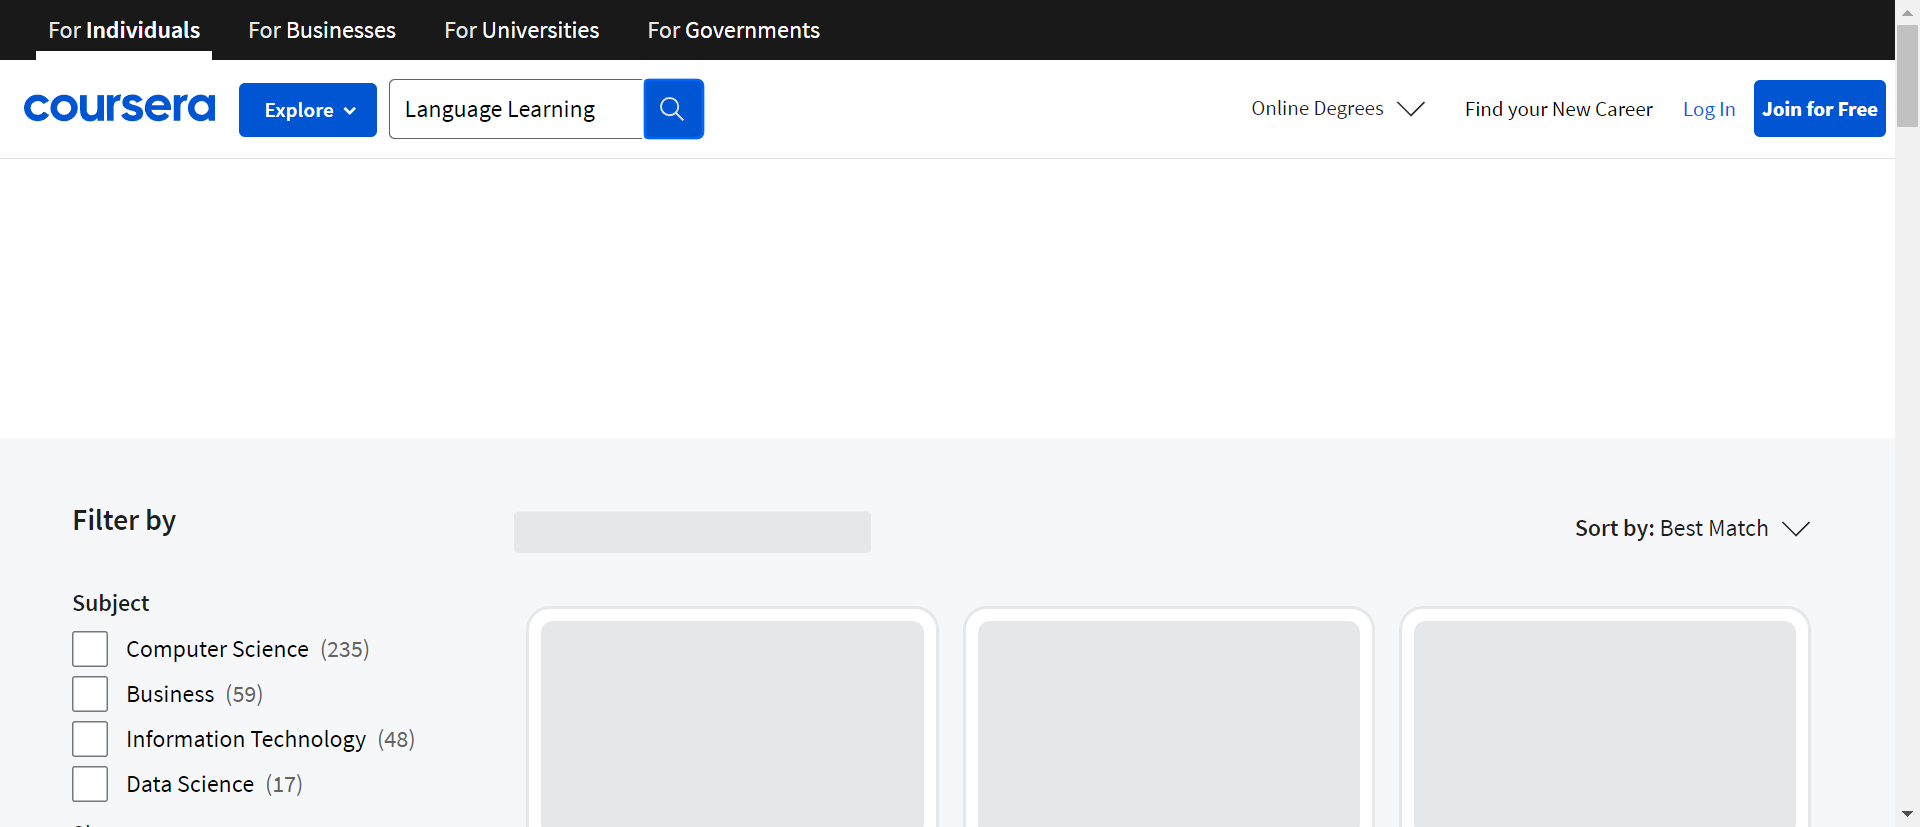 For Individuals For Businesses For Universities For Governments
coursera Explore Language Learning Online Degrees Find your New Career Log In Join for Free
Filter by
Sort by: Best Match
Subject
Computer Science (235)
Business (59)
Information Technology (48)
Data Science (17)